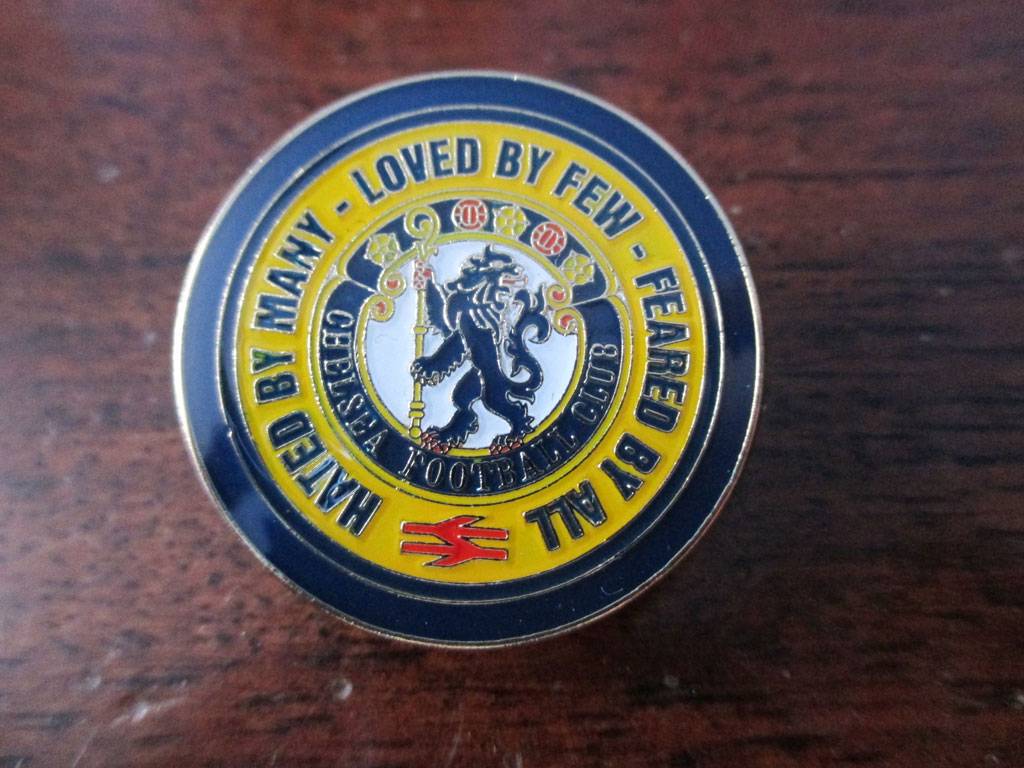 HATED BY MANY - LOVED BY FEW - FEARED BY ALL
CHELSEA FOOTBALL CLUB